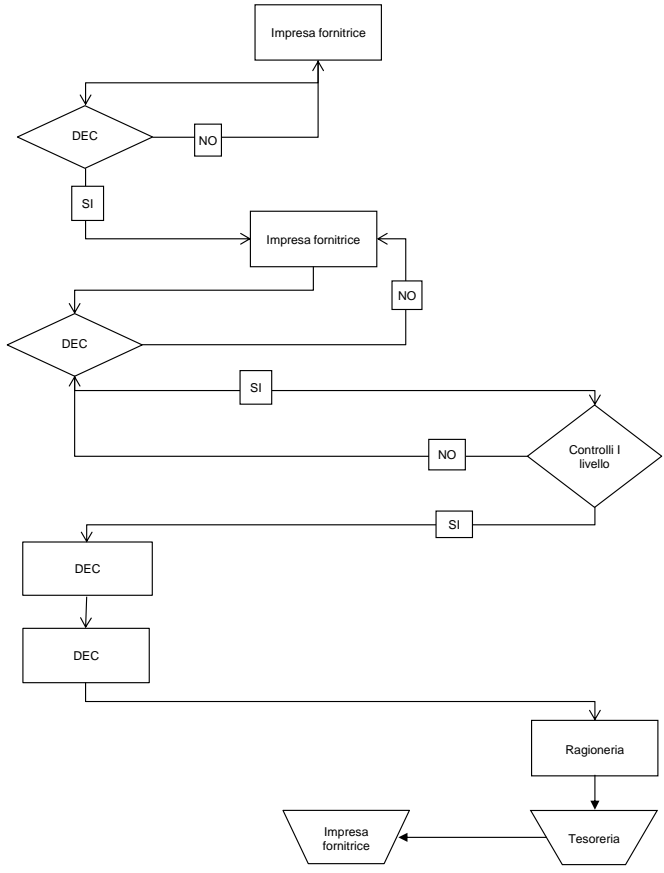 Impresa fornitrice
DEC
NO
SI
Impresa fornitrice
NO
DEC
SI
Controlli I
livello
NO
SI
DEC
DEC
Ragioneria
Impresa
fornitrice
Tesoreria